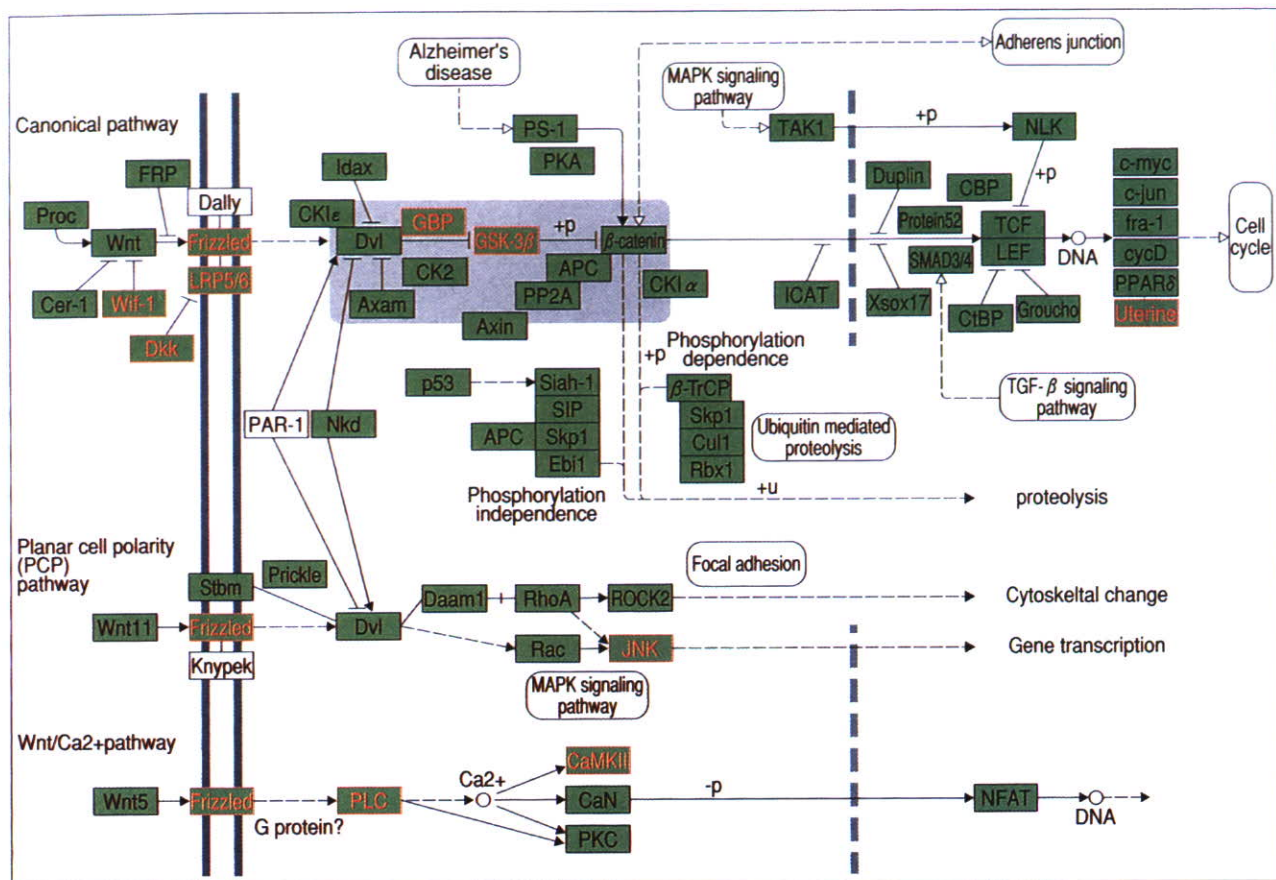 Alzheimer's
disease
Adherens junction
MAPK signaling
pathway
Canonical pathway
PS-1
TAK1
+p
NLK
PKA
Idax
FRP
Dally
CKIε
GBP
Duplin
CBP
+p
c-myc
c-jun
Proc
Wnt
Frizzled
Dvl
GSK-3β
+p
β-catenin
Protein52
TCF
fra-1
Cell
cycle
LRP5/6
CK2
APC
SMAD3/4
LEF
DNA
cycD
Cer-1
Wif-1
Axam
PP2A
CKIα
ICAT
Xsox17
CtBP
Groucho
PPARδ
Uterine
Dkk
Axin
+p
Phosphorylation
dependence
p53
Siah-1
β-TrCP
TGF-β signaling
pathway
SIP
Skp1
PAR-1
Nkd
APC
Skp1
Cul1
Ubiquitin mediated
proteolysis
Ebi1
Rbx1
+u
proteolysis
Phosphorylation
independence
Planar cell polarity
(PCP)
pathway
Stbm
Prickle
Focal adhesion
Daam1
RhoA
ROCK2
Cytoskeltal change
Wnt11
Frizzled
Dvl
Rac
JNK
Gene transcription
Knypek
MAPK signaling
pathway
Wnt/Ca2+pathway
CaMKII
Ca2+
Wnt5
Frizzled
PLC
CaN
-p
NFAT
DNA
G protein?
PKC